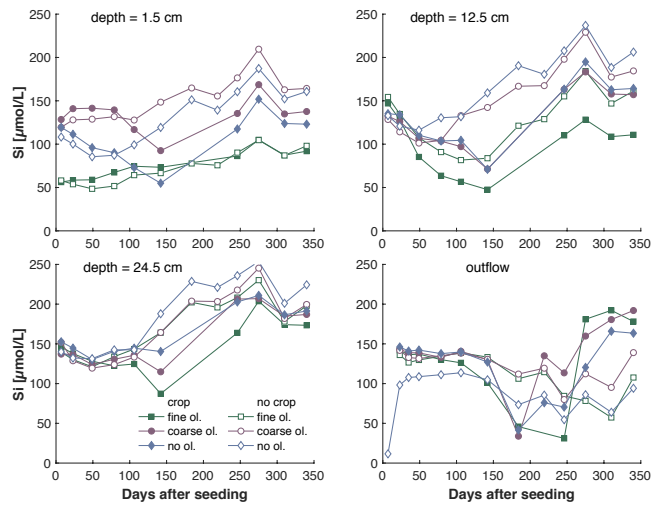 depth = 1.5 cm
depth = 12.5 cm
250
200
150
100
50
0
Si [µmol/L]
0 50 100 150 200 250 300 350
250
200
150
100
50
0
Si [µmol/L]
0 50 100 150 200 250 300 350
depth = 24.5 cm
outflow
250
200
150
100
50
0
Si [µmol/L]
crop no crop
fine ol. fine ol.
coarse ol. coarse ol.
no ol. no ol.
0 50 100 150 200 250 300 350
Days after seeding
250
200
150
100
50
0
0 50 100 150 200 250 300 350
Days after seeding